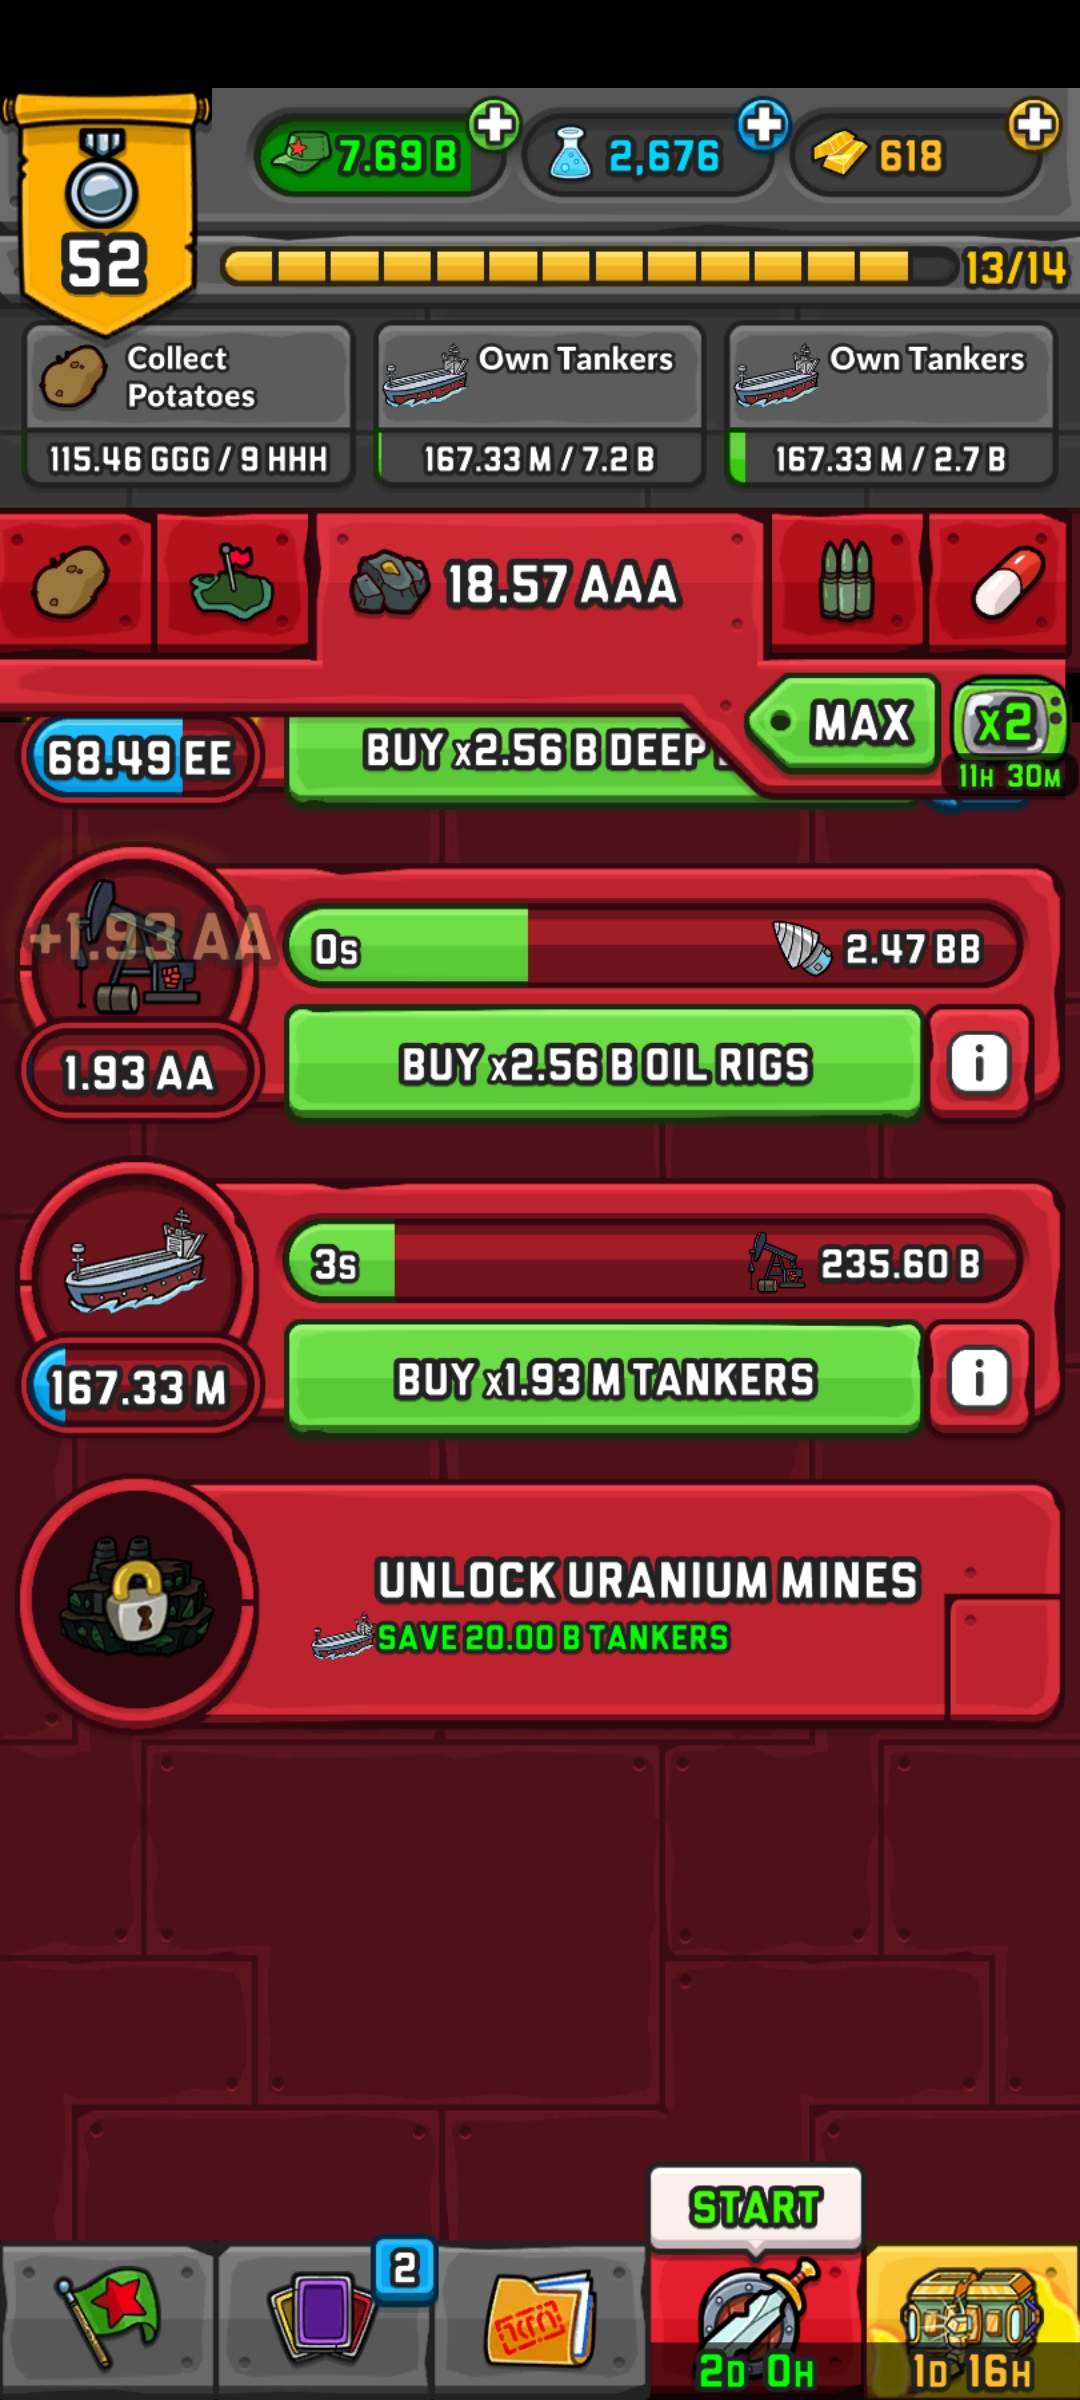 7.69 B
2,676
618
52
13/14
Collect
Potatoes
115.46 GGG / 9 HHH
Own Tankers
167.33 M / 7.2 B
Own Tankers
167.33 M / 2.7 B
18.57 AAA
MAX
x2
11H 30M
68.49 EE
BUY x2.56 B DEEP
+1.93 AA
0s
2.47 BB
1.93 AA
BUY x2.56 B OIL RIGS
i
3s
235.60 B
167.33 M
BUY x1.93 M TANKERS
i
UNLOCK URANIUM MINES
SAVE 20.00 B TANKERS
START
2
2D 0H
1D 16H